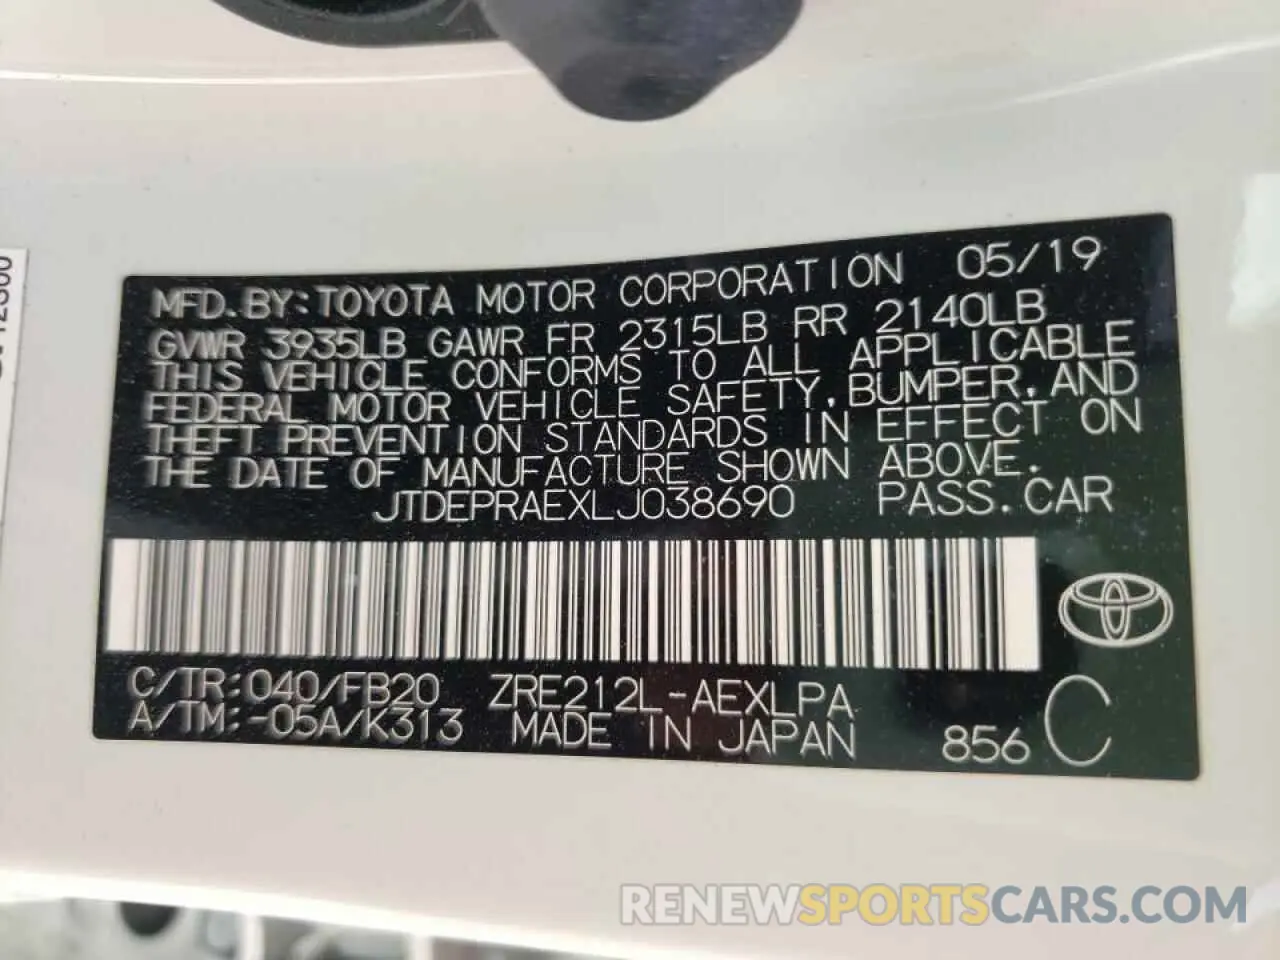 MFD.BY:TOYOTA MOTOR CORPORATION 05/19
GVWR 3935LB GAWR FR 2315LB RR 2140LB
THIS VEHICLE CONFORMS TO ALL APPLICABLE
FEDERAL MOTOR VEHICLE SAFETY, BUMPER, AND
THEFT PREVENTION STANDARDS IN EFFECT ON
THE DATE OF MANUFACTURE SHOWN ABOVE.
JTDEPRAEXLJ038690 PASS.CAR
C/TR:040/FB20 ZRE212L-AEXLPA
A/TM:-05A/K313 MADE IN JAPAN 856 C
RENEWSPORTSCARS.COM